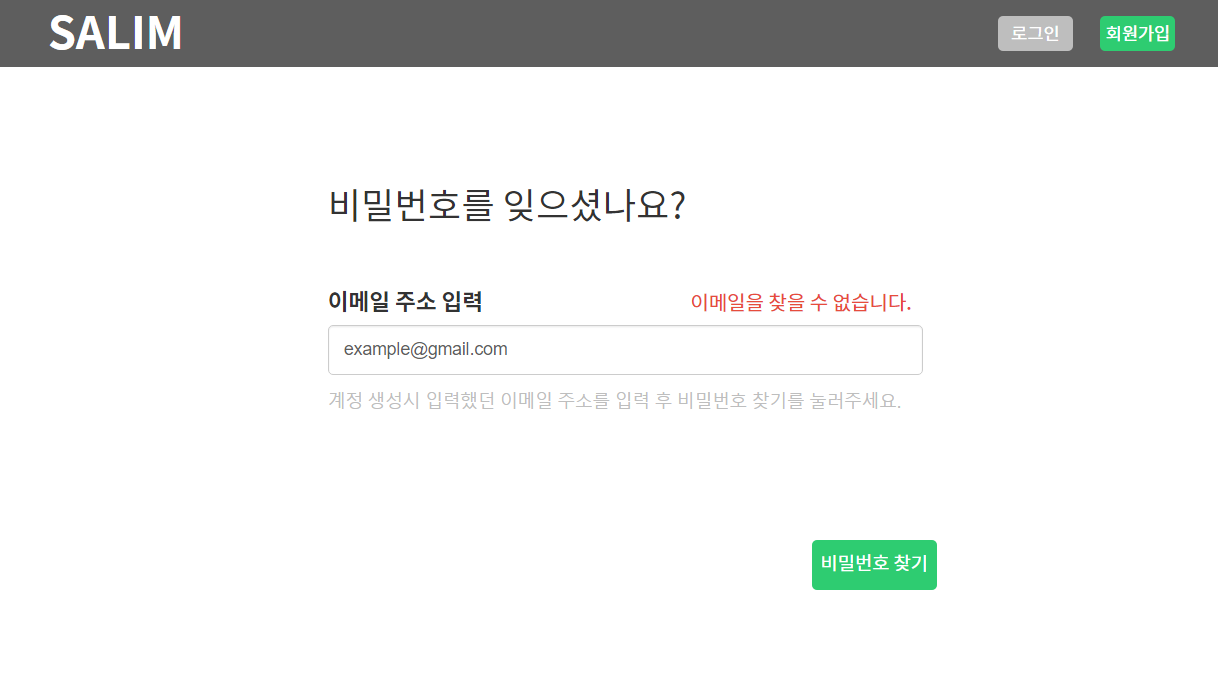 SALIM
로그인
회원가입
비밀번호를 잊으셨나요?
이메일 주소 입력
이메일을 찾을 수 없습니다.
example@gmail.com
계정 생성시 입력했던 이메일 주소를 입력 후 비밀번호 찾기를 눌러주세요.
비밀번호 찾기